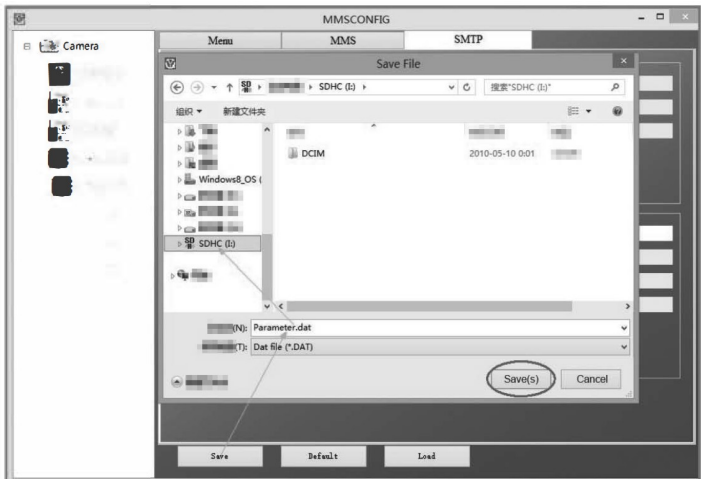 MMSCONFIG
Camera
Menu MMS SMTP
Save File
SDHC (I:)
搜索"SDHC (I:)"
组织 新建文件夹
DCIM 2010-05-10 0:01
Windows8_OS (
SDHC (I:)
(N): Parameter.dat
(T): Dat file (*.DAT)
Save(s) Cancel
Save Default Load